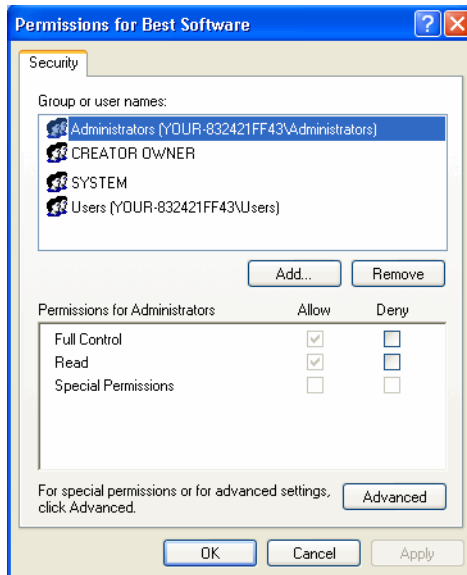 Permissions for Best Software
Security
Group or user names:
Administrators (YOUR-832421FF43\Administrators)
CREATOR OWNER
SYSTEM
Users (YOUR-832421FF43\Users)
Add... Remove
Permissions for Administrators Allow Deny
Full Control
Read
Special Permissions
For special permissions or for advanced settings,
click Advanced. Advanced
OK Cancel Apply